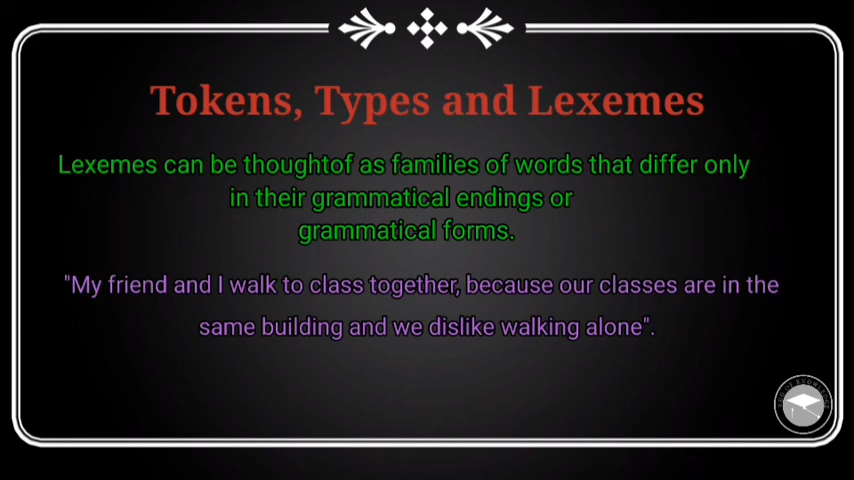 Tokens, Types and Lexemes
Lexemes can be thoughtof as families of words that differ only
in their grammatical endings or
grammatical forms.
"My friend and I walk to class together, because our classes are in the
same building and we dislike walking alone".